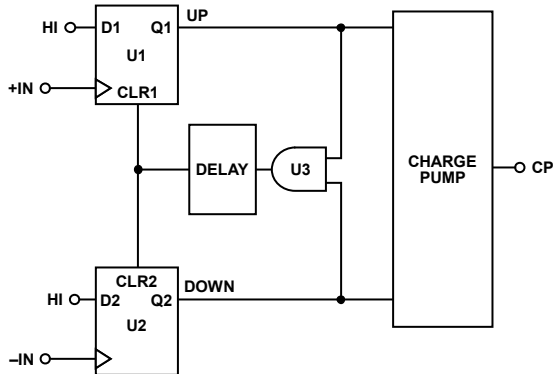 HI
D1
Q1
UP
U1
+IN
CLR1
DELAY
U3
CHARGE
PUMP
CP
CLR2
DOWN
HI
D2
Q2
U2
–IN